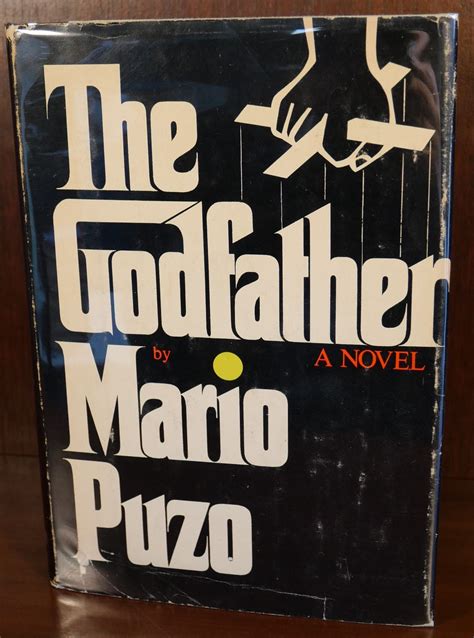 The
Godfather
by
A NOVEL
Mario
Puzo